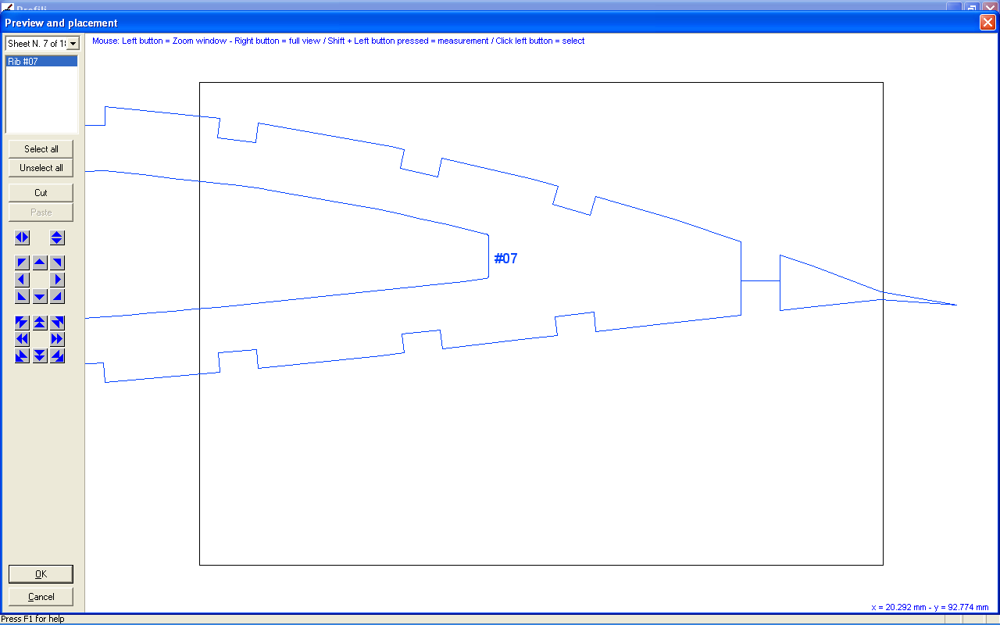 Profili
Preview and placement
Sheet N. 7 of 1
Mouse: Left button = Zoom window - Right button = full view / Shift + Left button pressed = measurement / Click left button = select
Rib #07
Select all
Unselect all
Cut
Paste
#07
OK
Cancel
x = 20.292 mm - y = 92.774 mm
Press F1 for help